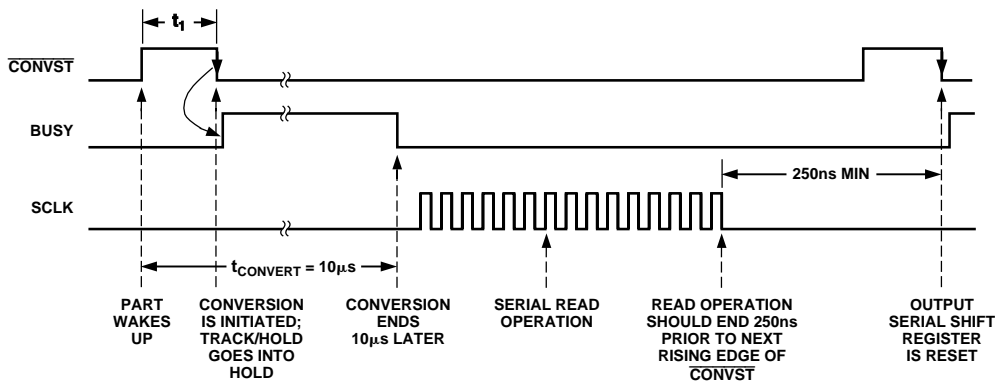 t1
CONVST
BUSY
250ns MIN
SCLK
tCONVERT = 10µs
PART
WAKES
UP
CONVERSION
IS INITIATED;
TRACK/HOLD
GOES INTO
HOLD
CONVERSION
ENDS
10µs LATER
SERIAL READ
OPERATION
READ OPERATION
SHOULD END 250ns
PRIOR TO NEXT
RISING EDGE OF
CONVST
OUTPUT
SERIAL SHIFT
REGISTER
IS RESET